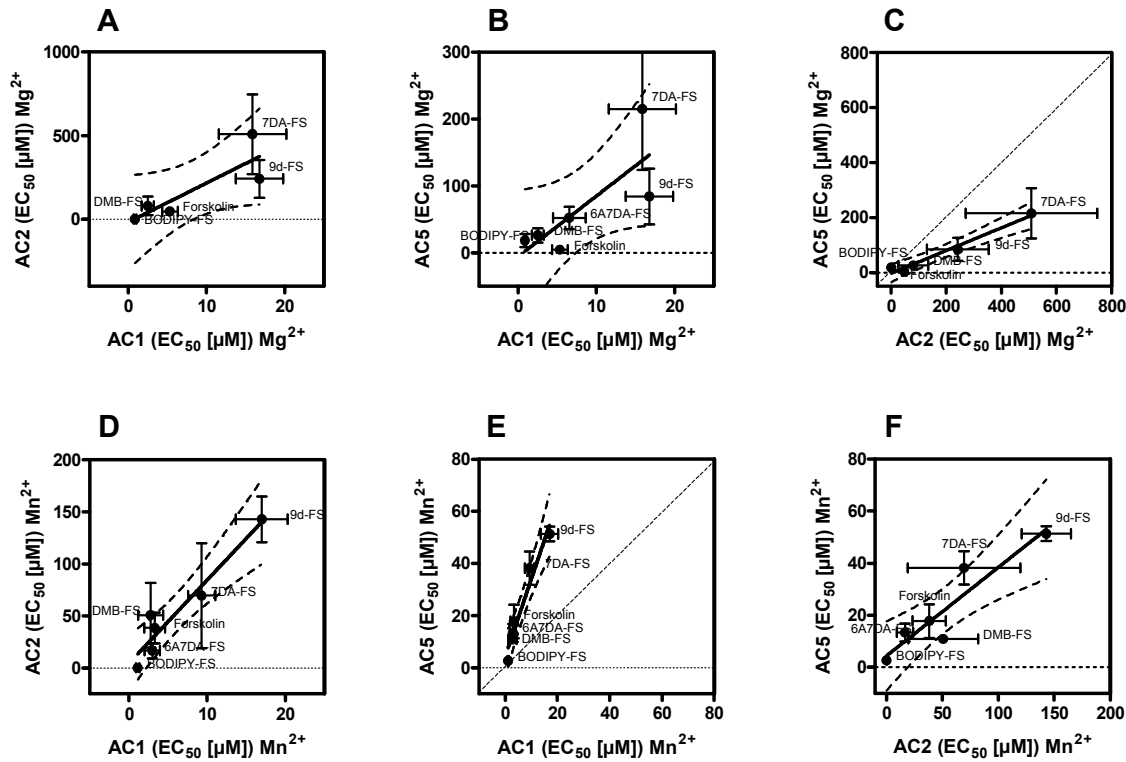 A
1000
500
0
0 10 20
AC2 (EC50 [µM]) Mg2+
AC1 (EC50 [µM]) Mg2+
7DA-FS
9d-FS
DMB-FS
Forskolin
BODIPY-FS
B
300
200
100
0
0 10 20
AC5 (EC50 [µM]) Mg2+
AC1 (EC50 [µM]) Mg2+
7DA-FS
9d-FS
6A7DA-FS
BODIPY-FS
DMB-FS
Forskolin
C
800
600
400
200
0
0 200 400 600 800
AC5 (EC50 [µM]) Mg2+
AC2 (EC50 [µM]) Mg2+
7DA-FS
BODIPY-FS
9d-FS
DMB-FS
Forskolin
D
200
150
100
50
0
0 10 20
AC2 (EC50 [µM]) Mn2+
AC1 (EC50 [µM]) Mn2+
9d-FS
7DA-FS
DMB-FS
Forskolin
6A7DA-FS
BODIPY-FS
E
80
60
40
20
0
0 20 40 60 80
AC5 (EC50 [µM]) Mn2+
AC1 (EC50 [µM]) Mn2+
9d-FS
7DA-FS
Forskolin
6A7DA-FS
DMB-FS
BODIPY-FS
F
80
60
40
20
0
0 50 100 150 200
AC5 (EC50 [µM]) Mn2+
AC2 (EC50 [µM]) Mn2+
9d-FS
7DA-FS
Forskolin
6A7DA-FS
DMB-FS
BODIPY-FS